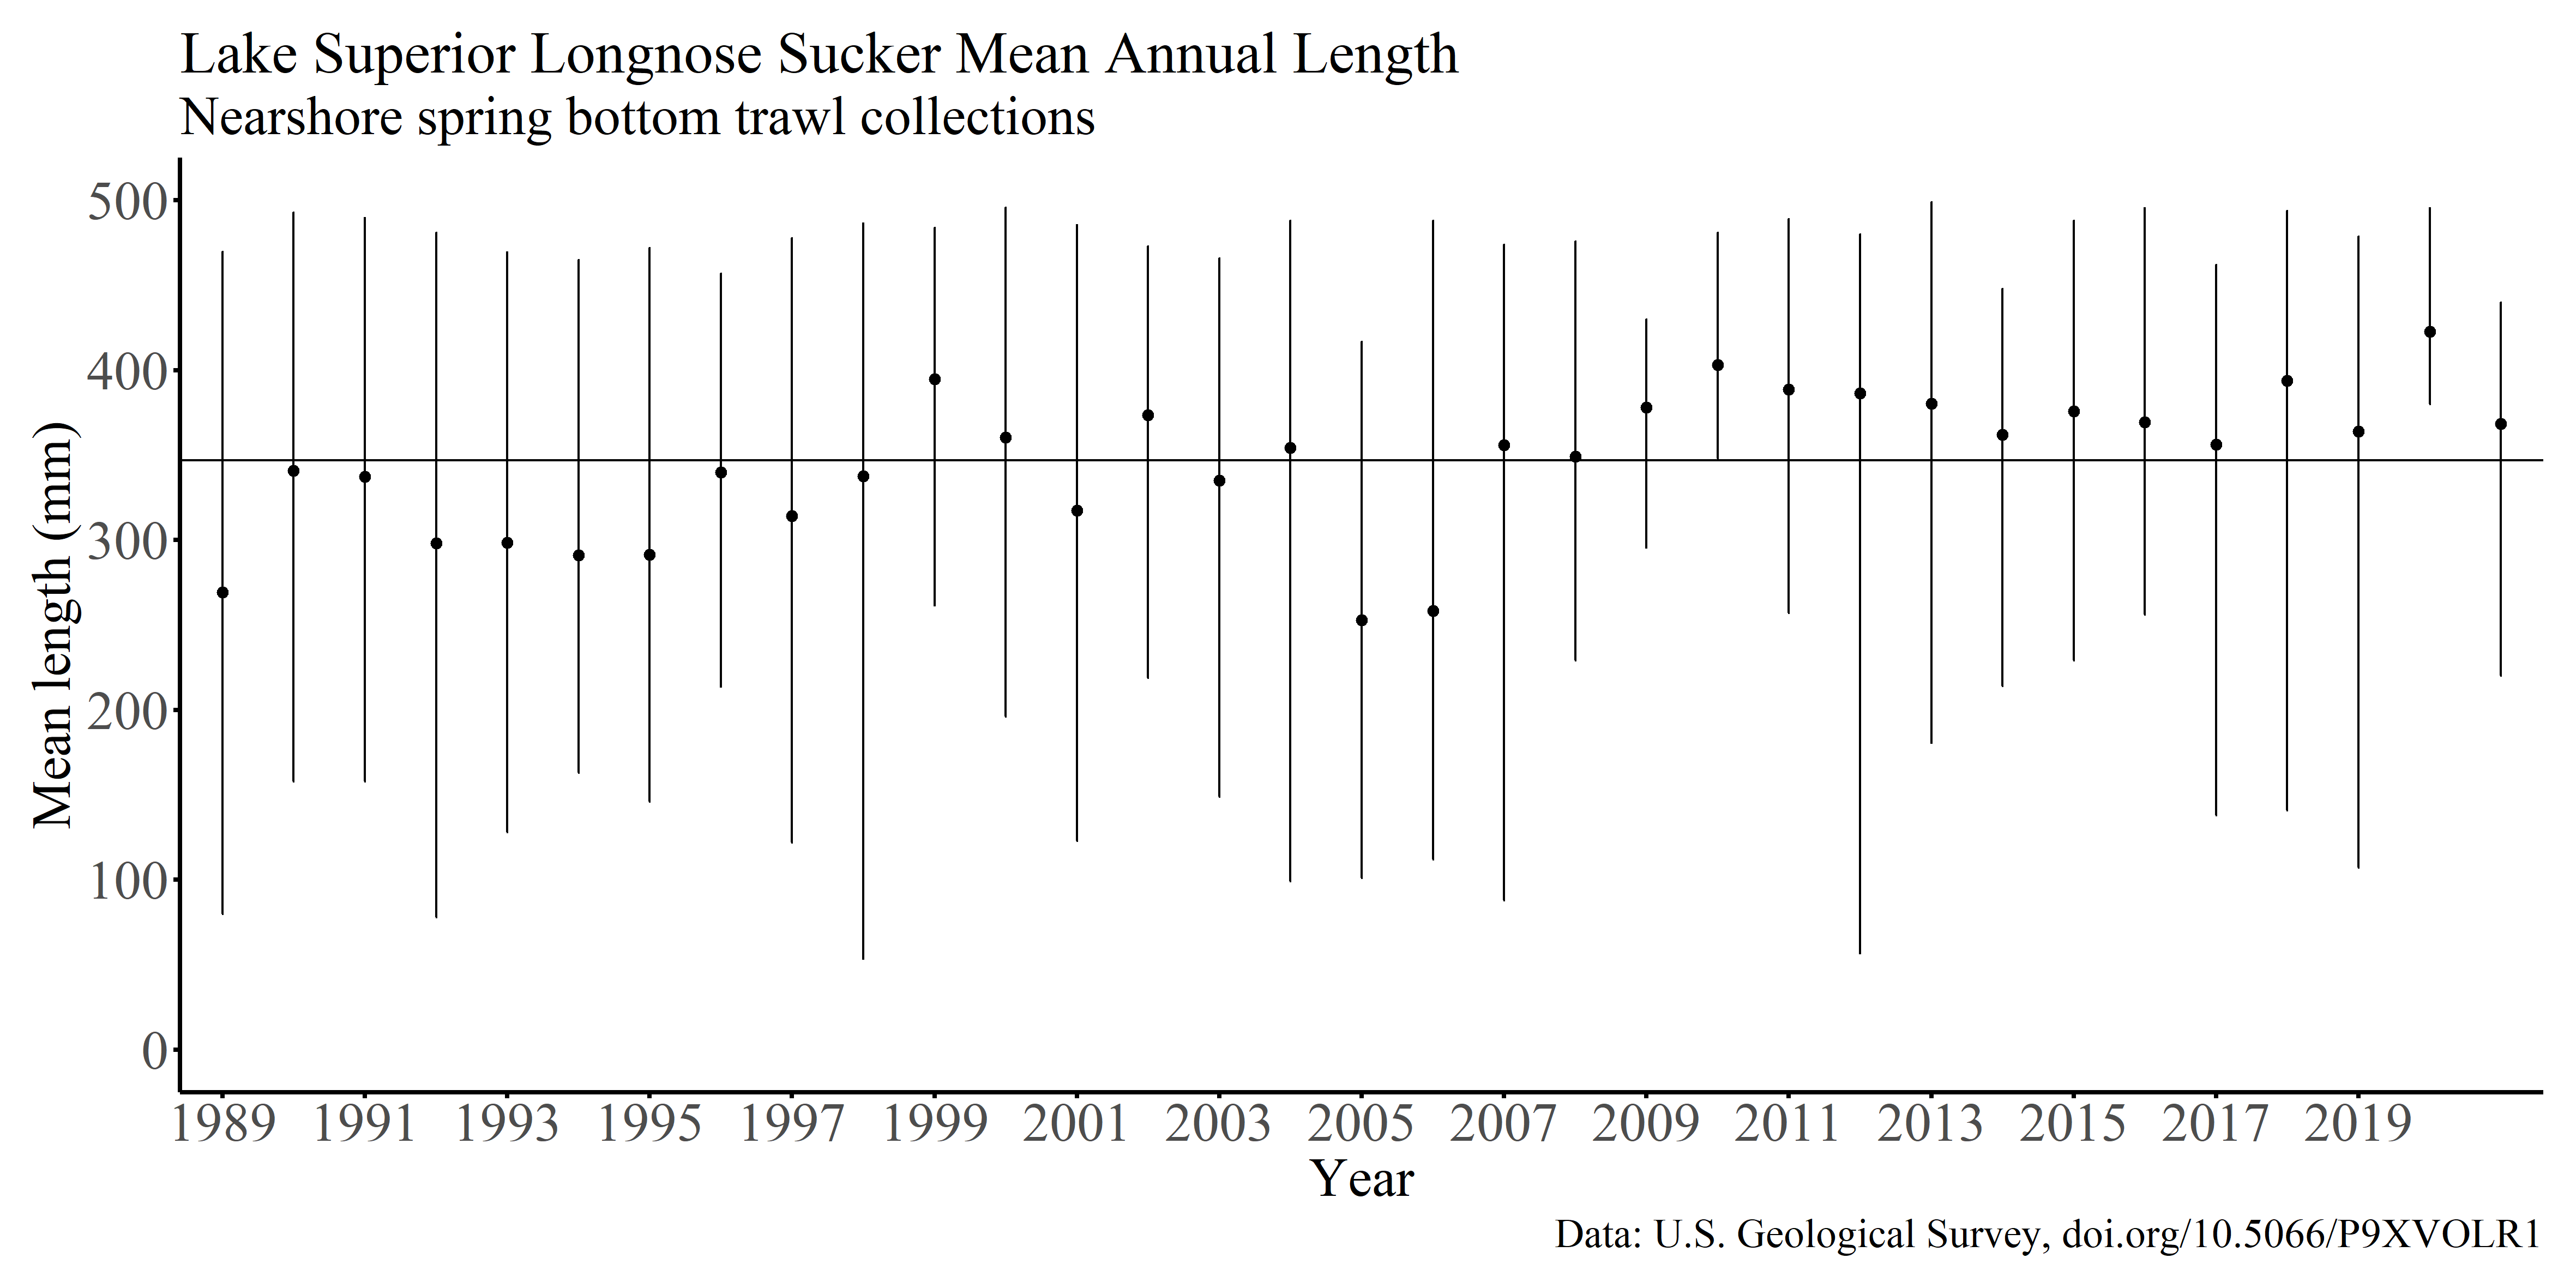 Lake Superior Longnose Sucker Mean Annual Length
Nearshore spring bottom trawl collections
Mean length (mm)
500
400
300
200
100
0
1989 1991 1993 1995 1997 1999 2001 2003 2005 2007 2009 2011 2013 2015 2017 2019
Year
Data: U.S. Geological Survey, doi.org/10.5066/P9XVOLR1